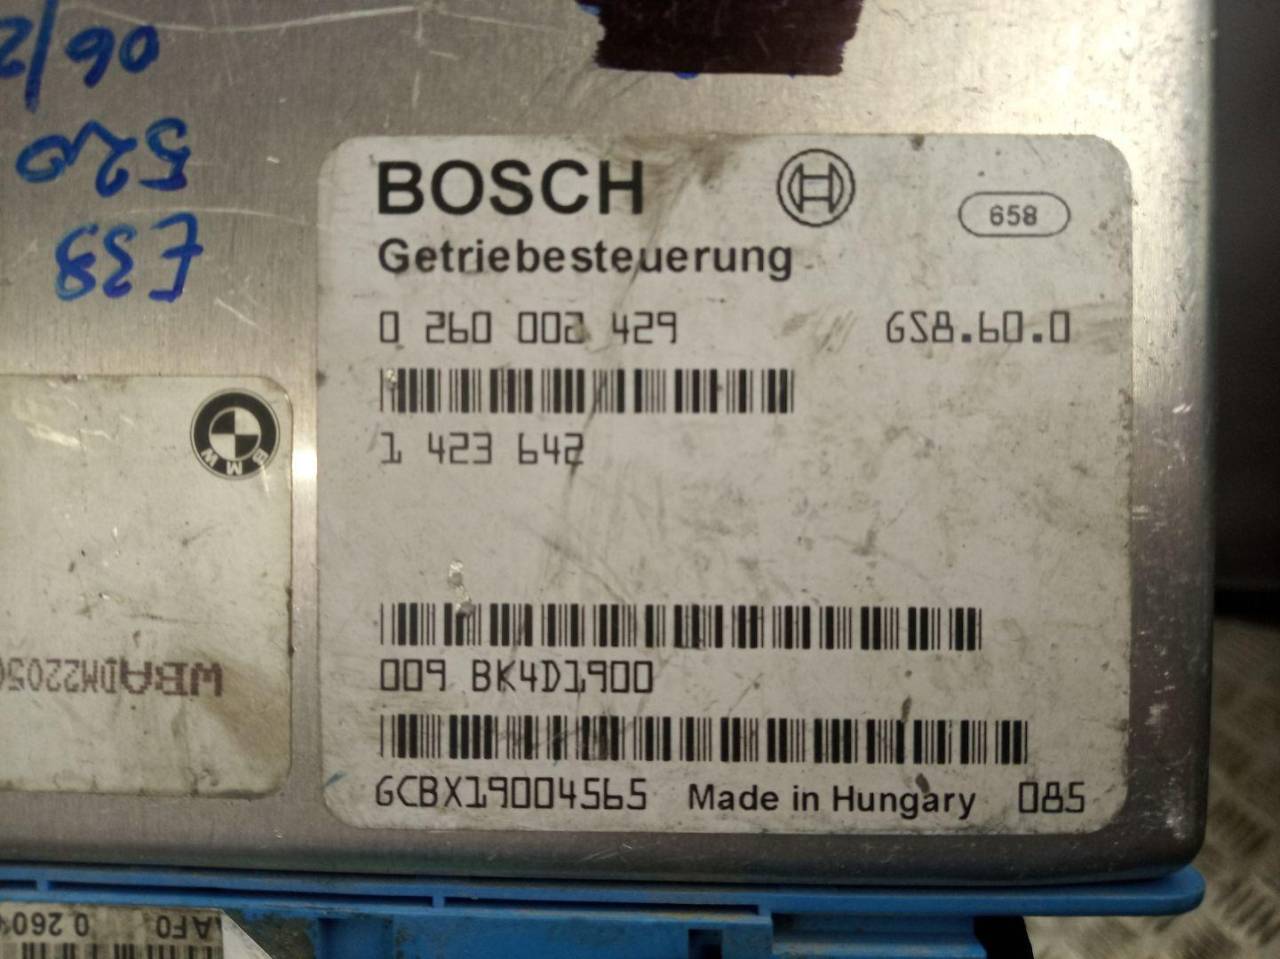 06/2
520
E39
BOSCH
658
Getriebesteuerung
0 260 002 429 GS8.60.0
1 423 642
BMW
009 BK4D1900
WBADM2205
GCBX19004565 Made in Hungary 085
0 260
AF0